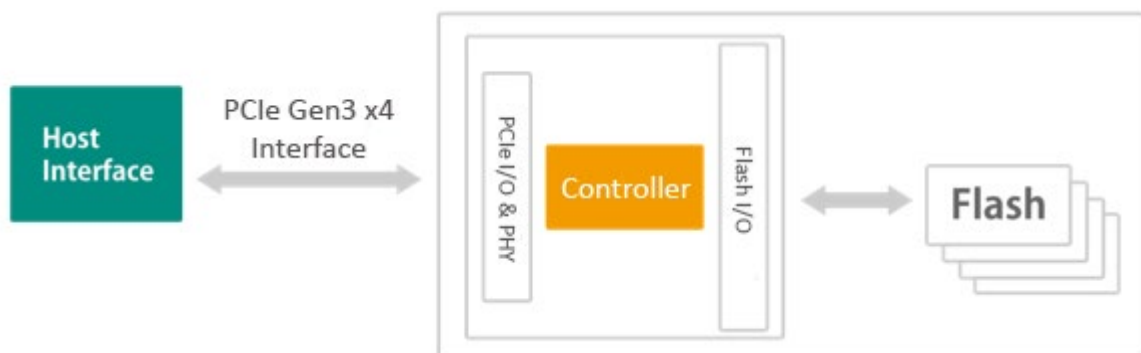 Host
Interface
PCIe Gen3 x4
Interface
PCIe I/O & PHY
Controller
Flash I/O
Flash